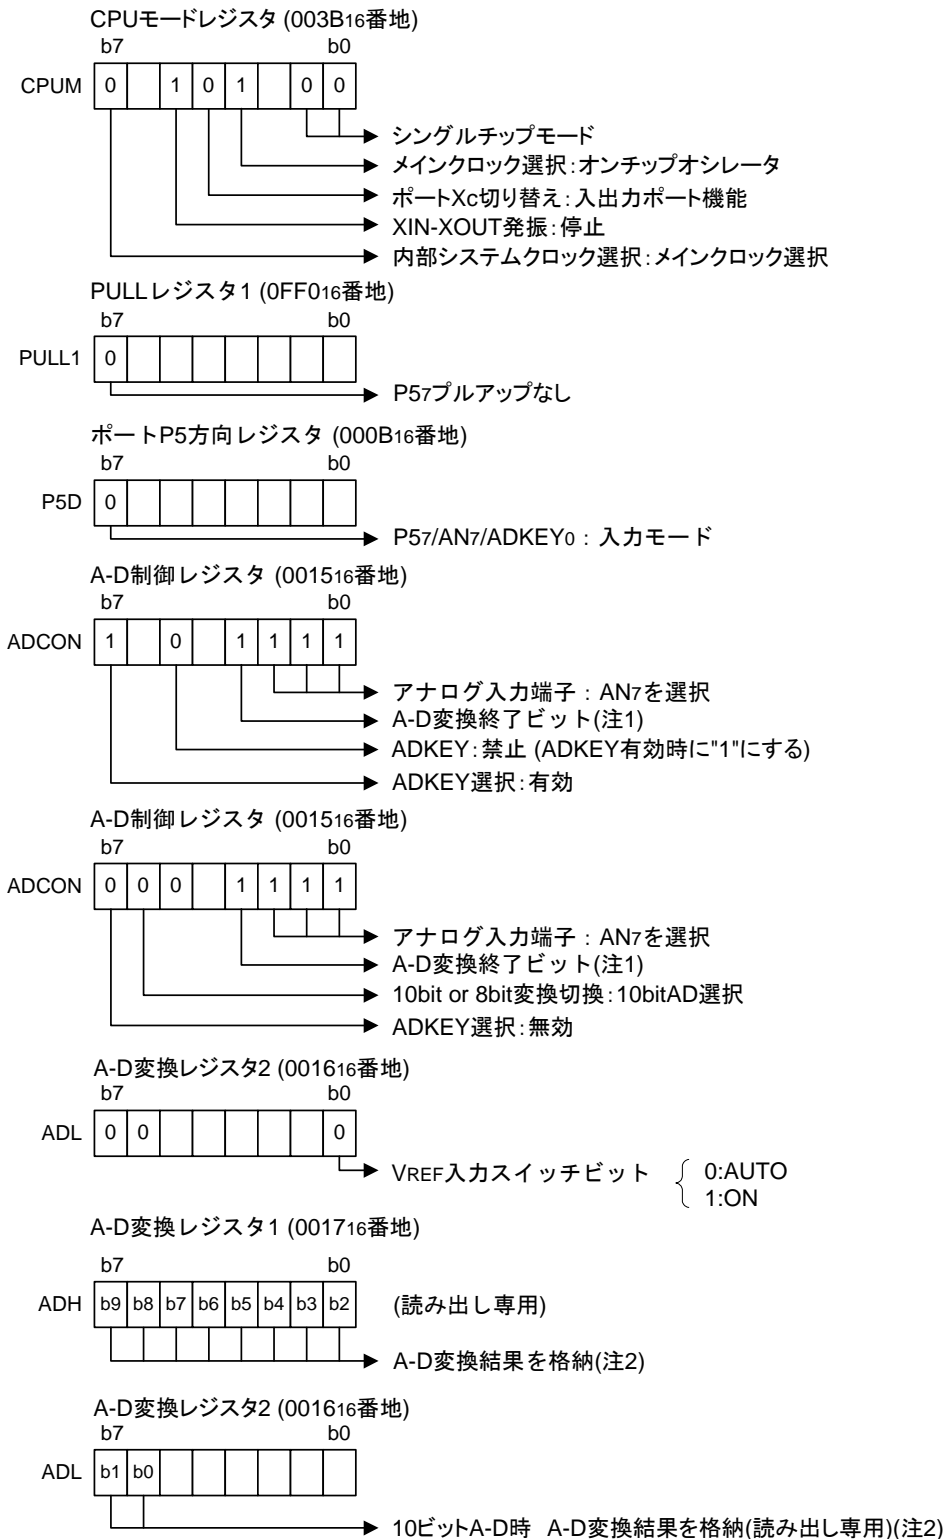 CPUモードレジスタ (003B16番地)
b7 b0
CPUM 0 1 0 1 0 0
シングルチップモード
メインクロック選択:オンチップオシレータ
ポートXc切り替え:入出力ポート機能
XIN-XOUT発振:停止
内部システムクロック選択:メインクロック選択
PULLレジスタ1 (0FF016番地)
b7 b0
PULL1 0
P57プルアップなし
ポートP5方向レジスタ (000B16番地)
b7 b0
P5D 0
P57/AN7/ADKEY0 : 入力モード
A-D制御レジスタ (001516番地)
b7 b0
ADCON 1 0 1 1 1 1
アナログ入力端子 : AN7を選択
A-D変換終了ビット(注1)
ADKEY:禁止 (ADKEY有効時に"1"にする)
ADKEY選択:有効
A-D制御レジスタ (001516番地)
b7 b0
ADCON 0 0 0 1 1 1 1
アナログ入力端子 : AN7を選択
A-D変換終了ビット(注1)
10bit or 8bit変換切換:10bitAD選択
ADKEY選択:無効
A-D変換レジスタ2 (001616番地)
b7 b0
ADL 0 0 0
VREF入力スイッチビット 0:AUTO
1:ON
A-D変換レジスタ1 (001716番地)
b7 b0
ADH b9 b8 b7 b6 b5 b4 b3 b2 (読み出し専用)
A-D変換結果を格納(注2)
A-D変換レジスタ2 (001616番地)
b7 b0
ADL b1 b0
10ビットA-D時 A-D変換結果を格納(読み出し専用)(注2)